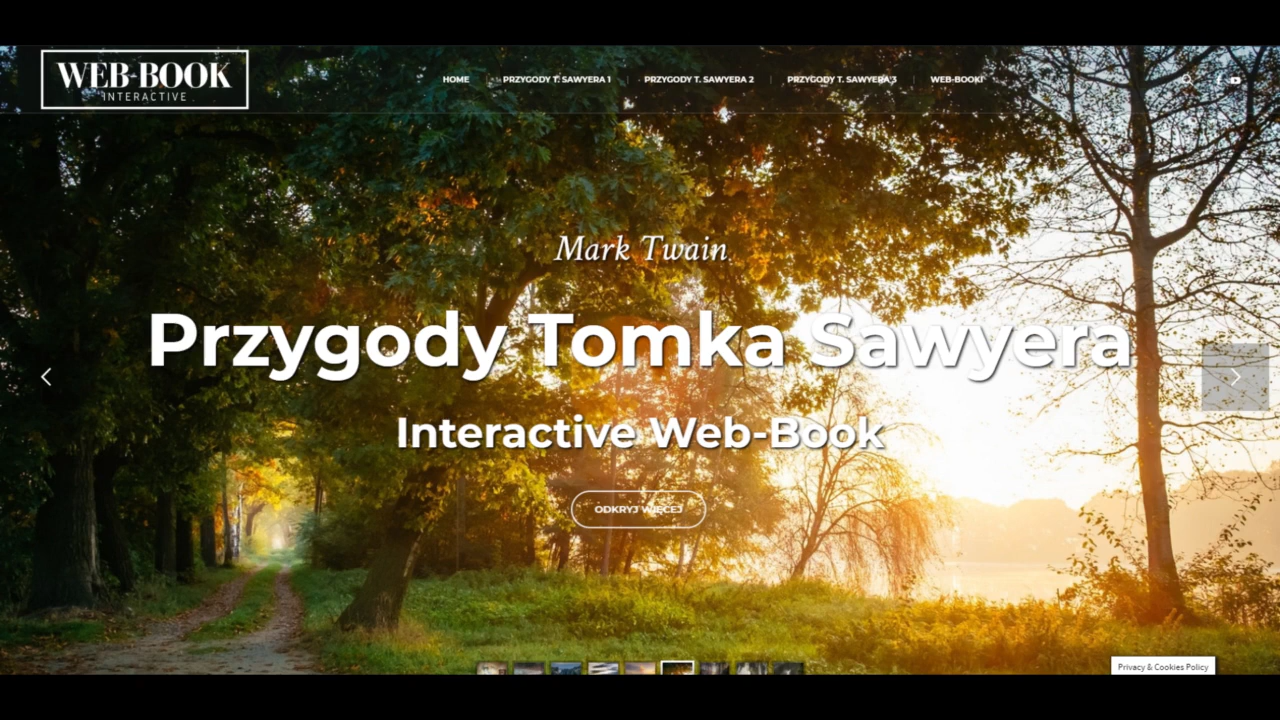 WEB-BOOK
INTERACTIVE
HOME
PRZYGODY T. SAWYERA 1
PRZYGODY T. SAWYERA 2
PRZYGODY T. SAWYERA 3
WEB-BOOKI
Mark Twain
Przygody Tomka Sawyera
Interactive Web-Book
ODKRYJ WIĘCEJ
Privacy & Cookies Policy